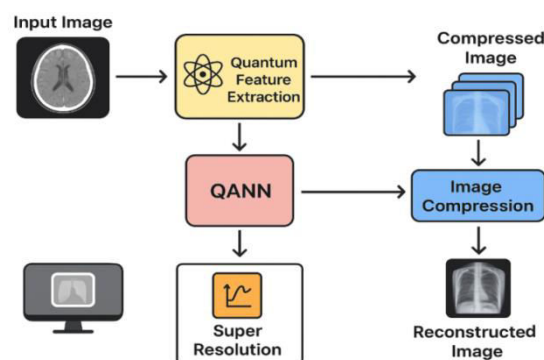 Input Image
Quantum
Feature
Extraction
Compressed
Image
QANN
Image
Compression
Super
Resolution
Reconstructed
Image